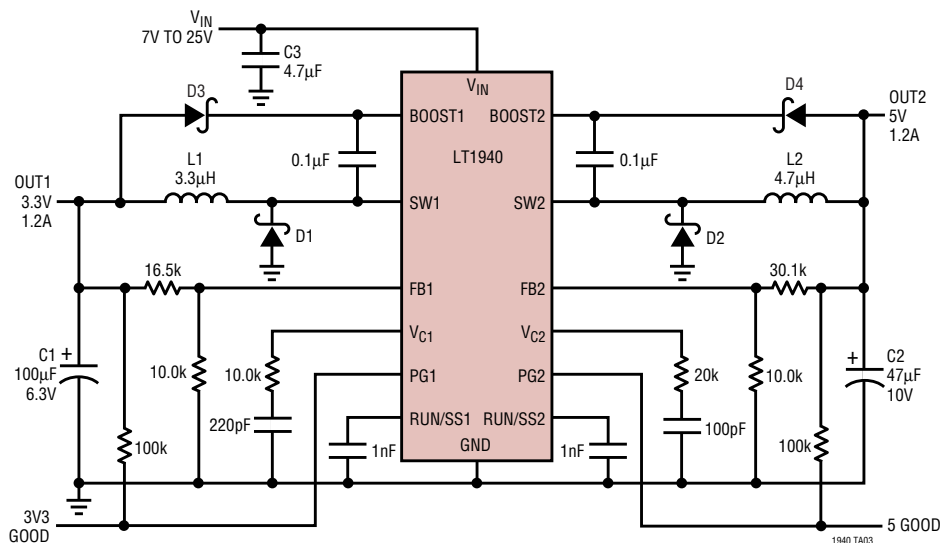 VIN
7V TO 25V
C3
4.7µF
D3
D4
VIN
BOOST1
BOOST2
OUT2
5V
1.2A
LT1940
0.1µF
0.1µF
L1
3.3µH
L2
4.7µH
OUT1
3.3V
1.2A
SW1
SW2
D1
D2
16.5k
30.1k
FB1
FB2
VC1
VC2
C1
100µF
6.3V
+
10.0k
10.0k
PG1
PG2
20k
10.0k
+
C2
47µF
10V
220pF
RUN/SS1
RUN/SS2
100pF
100k
1nF
GND
1nF
100k
3V3
GOOD
5 GOOD
1940 TA03